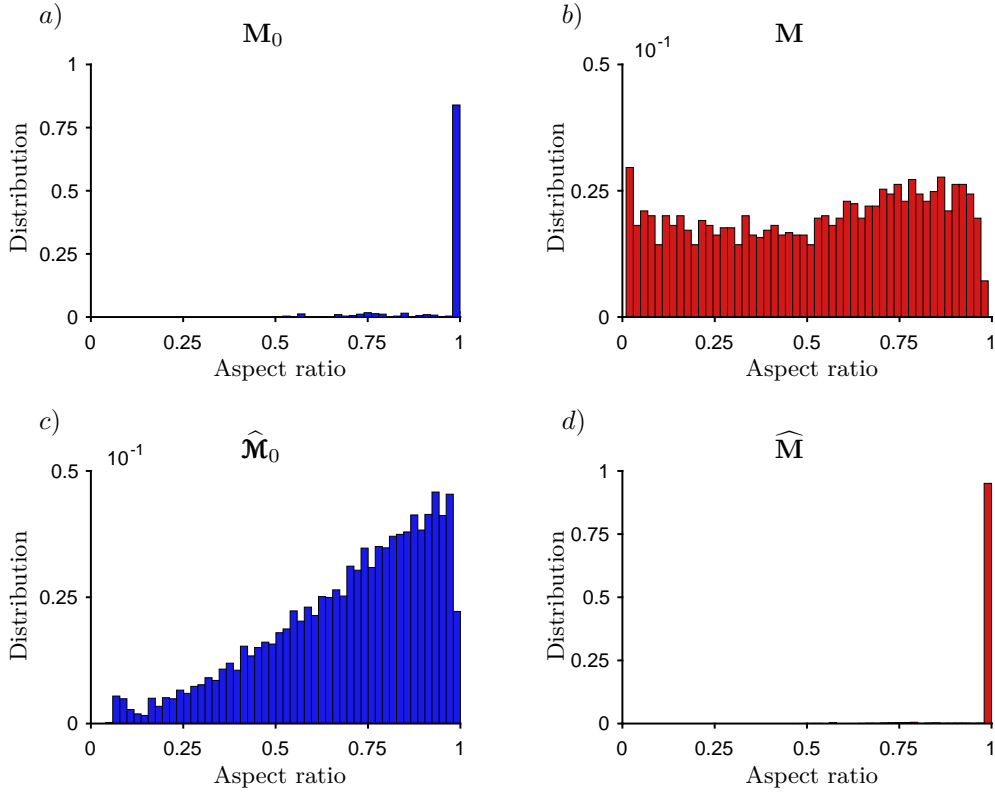 a)
M₀
1
0.75
0.5
0.25
0
Distribution
0 0.25 0.5 0.75 1
Aspect ratio
b)
M
10⁻¹
0.5
0.25
0
Distribution
0 0.25 0.5 0.75 1
Aspect ratio
c)
𝓜̂₀
10⁻¹
0.5
0.25
0
Distribution
0 0.25 0.5 0.75 1
Aspect ratio
d)
M̂
1
0.75
0.5
0.25
0
Distribution
0 0.25 0.5 0.75 1
Aspect ratio